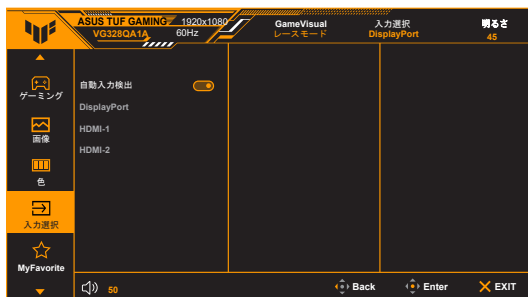 ASUS TUF GAMING
VG328QA1A
1920x1080
60Hz
GameVisual
レースモード
入力選択
DisplayPort
明るさ
45
ゲーミング
画像
色
入力選択
MyFavorite
自動入力検出
DisplayPort
HDMI-1
HDMI-2
50
Back
Enter
EXIT